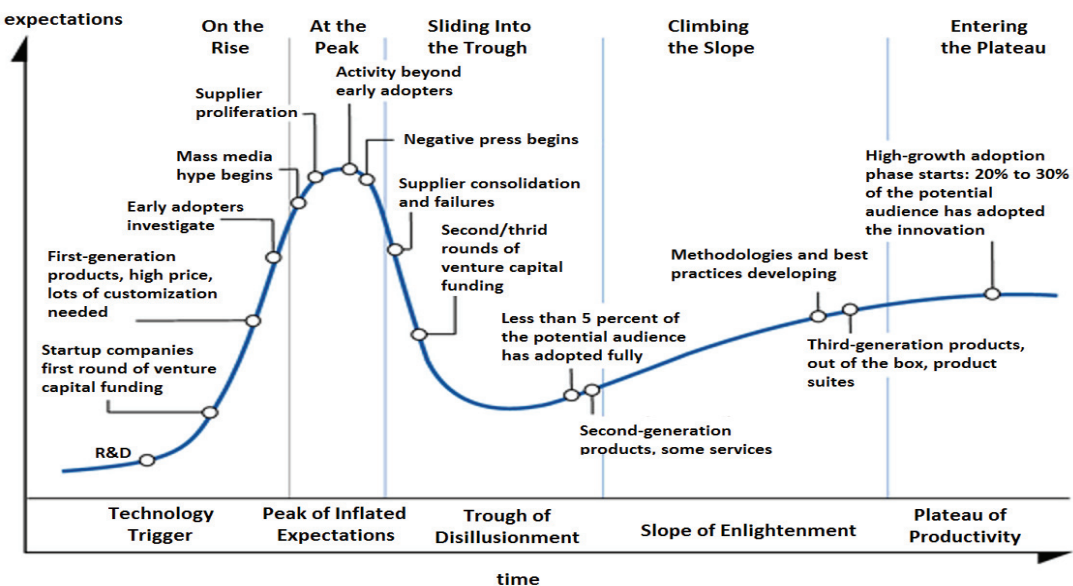 expectations
On the
Rise
At the
Peak
Sliding Into
the Trough
Climbing
the Slope
Entering
the Plateau
Activity beyond
early adopters
Supplier
proliferation
Negative press begins
Mass media
hype begins
Supplier consolidation
and failures
Early adopters
investigate
Second/thrid
rounds of
venture capital
funding
First-generation
products, high price,
lots of customization
needed
Less than 5 percent of
the potential audience
has adopted fully
Startup companies
first round of venture
capital funding
R&D
Second-generation
products, some services
Methodologies and best
practices developing
Third-generation products,
out of the box, product
suites
High-growth adoption
phase starts: 20% to 30%
of the potential
audience has adopted
the innovation
Technology
Trigger
Peak of Inflated
Expectations
Trough of
Disillusionment
Slope of Enlightenment
Plateau of
Productivity
time